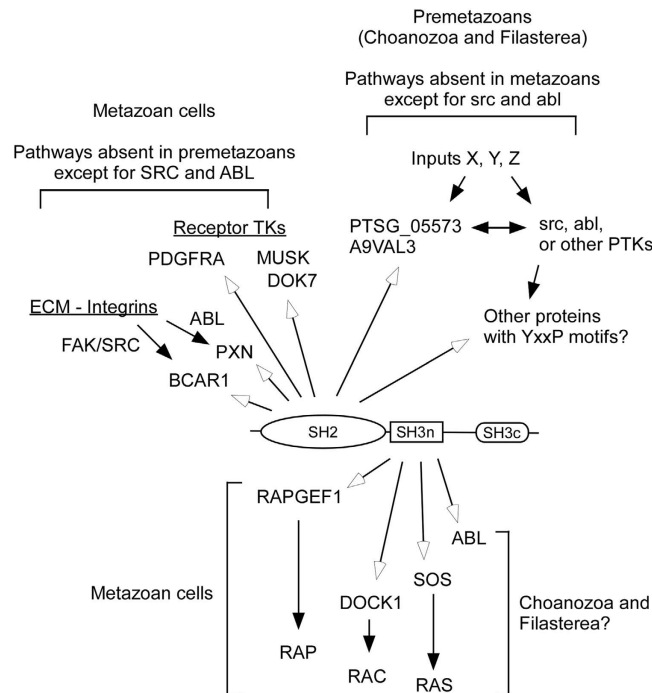 Premetazoans
(Choanozoa and Filasterea)
Pathways absent in metazoans
except for src and abl
Metazoan cells
Pathways absent in premetazoans
except for SRC and ABL
Inputs X, Y, Z
Receptor TKs
PDGFRA
MUSK
DOK7
PTSG_05573
A9VAL3
src, abl,
or other PTKs
ECM - Integrins
ABL
FAK/SRC
PXN
BCAR1
Other proteins
with YxxP motifs?
SH2
SH3n
SH3c
RAPGEF1
ABL
SOS
DOCK1
Metazoan cells
Choanozoa and
Filasterea?
RAP
RAC
RAS